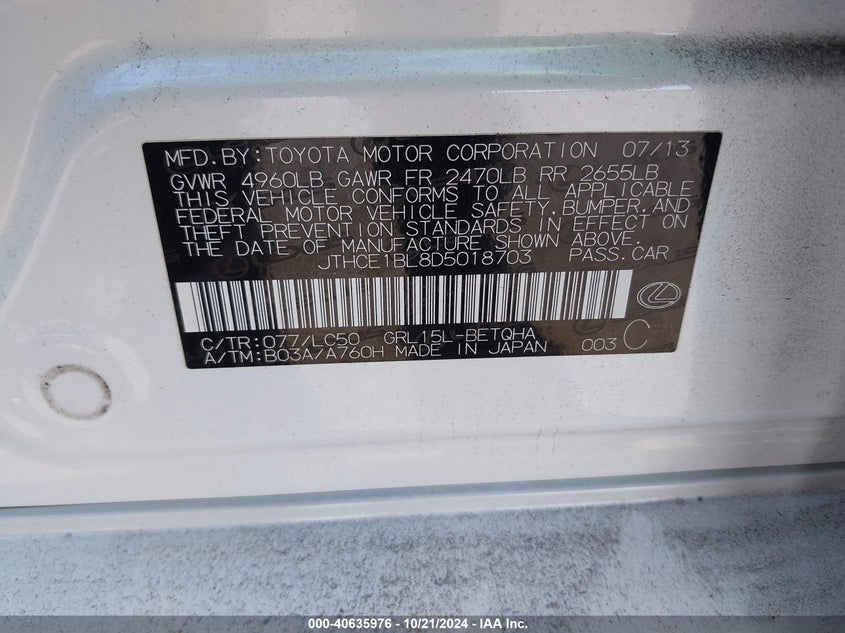 MFD.BY:TOYOTA MOTOR CORPORATION 07/13
GVWR 4960LB GAWR FR 2470LB RR 2655LB
THIS VEHICLE CONFORMS TO ALL APPLICABLE
FEDERAL MOTOR VEHICLE SAFETY,BUMPER,AND
THEFT PREVENTION STANDARDS IN EFFECT ON
THE DATE OF MANUFACTURE SHOWN ABOVE.
JTHCE1BL8D5018703 PASS.CAR
C/TR:077/LC50 GRL15L-BETQHA
A/TM:B03A/A760H MADE IN JAPAN 003 C
000-40635976 - 10/21/2024 - IAA Inc.